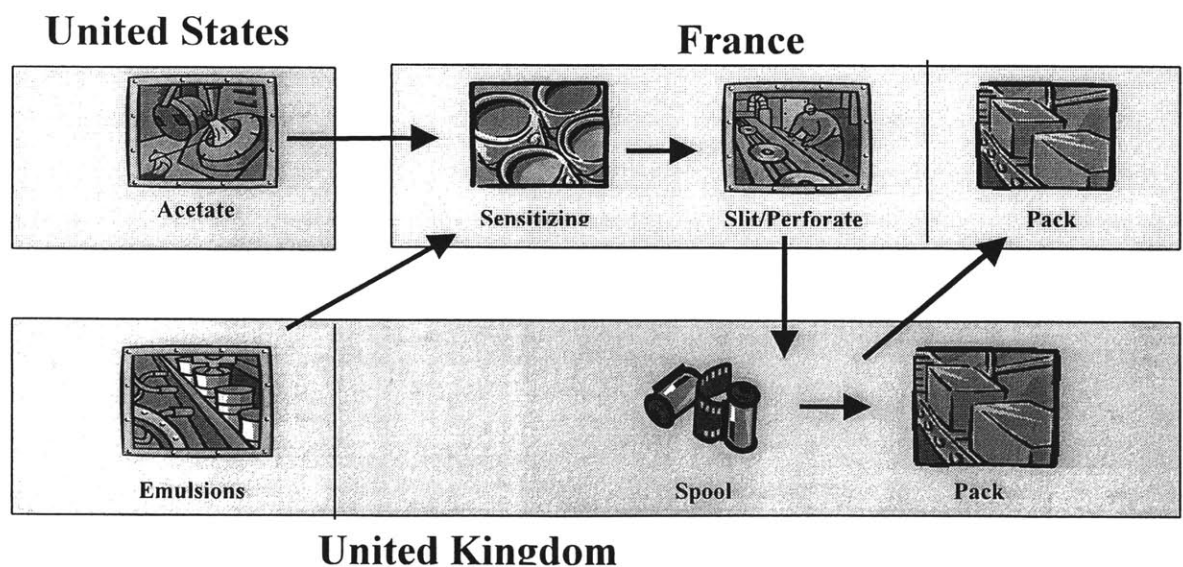 United States
France
Acetate
Sensitizing
Slit/Perforate
Pack
Emulsions
Spool
Pack
United Kingdom